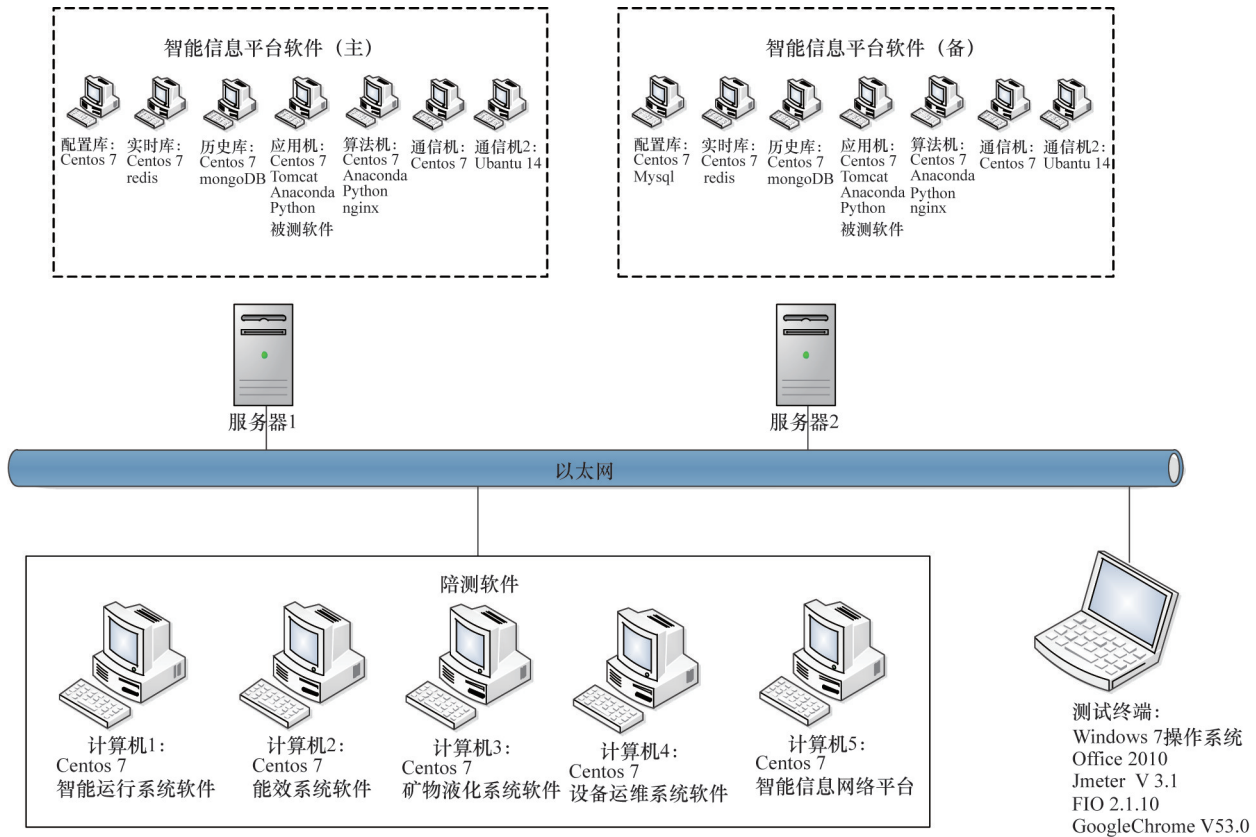 智能信息平台软件（主）
配置库：
Centos 7
实时库：
Centos 7
redis
历史库：
Centos 7
mongoDB
应用机：
Centos 7
Tomcat
Anaconda
Python
被测软件
算法机：
Centos 7
Anaconda
Python
nginx
通信机：
Centos 7
通信机2：
Ubantu 14
智能信息平台软件（备）
配置库：
Centos 7
Mysql
实时库：
Centos 7
redis
历史库：
Centos 7
mongoDB
应用机：
Centos 7
Tomcat
Anaconda
Python
被测软件
算法机：
Centos 7
Anaconda
Python
nginx
通信机：
Centos 7
通信机2：
Ubantu 14
服务器1
服务器2
以太网
陪测软件
计算机1：
Centos 7
智能运行系统软件
计算机2：
Centos 7
能效系统软件
计算机3：
Centos 7
矿物液化系统软件
计算机4：
Centos 7
设备运维系统软件
计算机5：
Centos 7
智能信息网络平台
测试终端：
Windows 7操作系统
Office 2010
Jmeter V 3.1
FIO 2.1.10
GoogleChrome V53.0